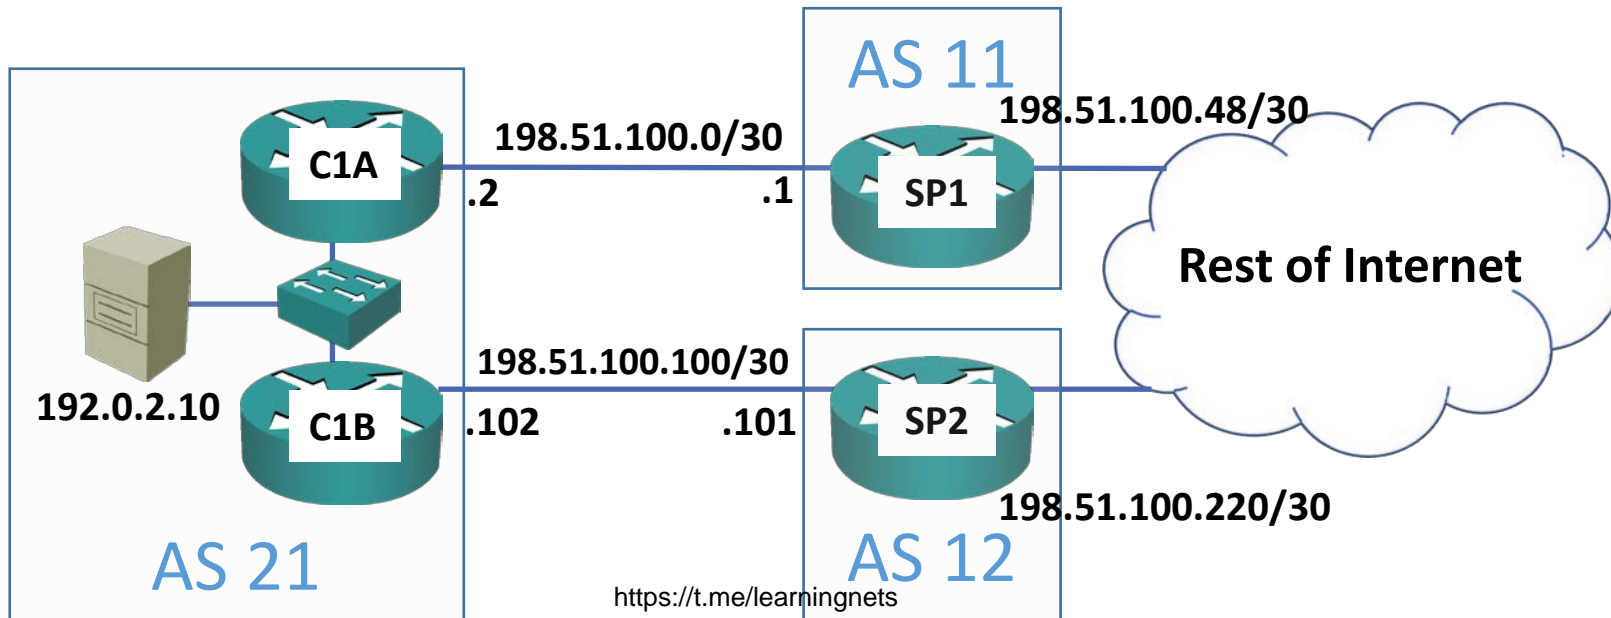 AS 11
198.51.100.48/30
198.51.100.0/30
C1A
.2
.1
SP1
Rest of Internet
192.0.2.10
198.51.100.100/30
C1B
.102
.101
SP2
198.51.100.220/30
AS 21
AS 12
https://t.me/learningnets